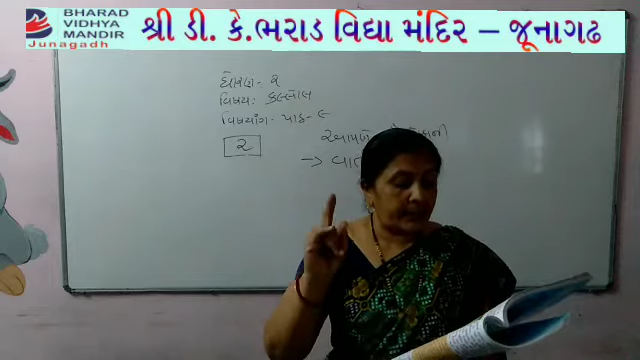 BHARAD
VIDHYA
MANDIR
Junagadh
શ્રી ડી. કે.ભરાડ વિદ્યા મંદિર – જૂનાગઢ
ધોરણ - ૨
વિષય: કલ્લોલ
વિષયાંગ - પાઠ - ૯
૨